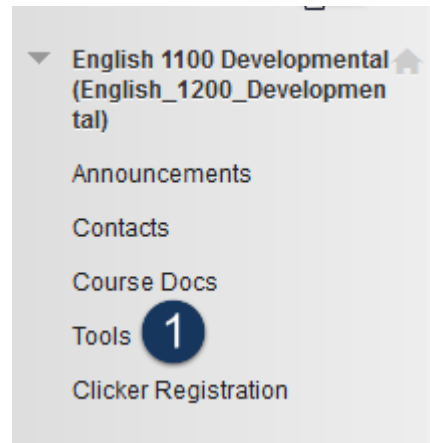 English 1100 Developmental
(English_1200_Developmen
tal)
Announcements
Contacts
Course Docs
Tools 1
Clicker Registration